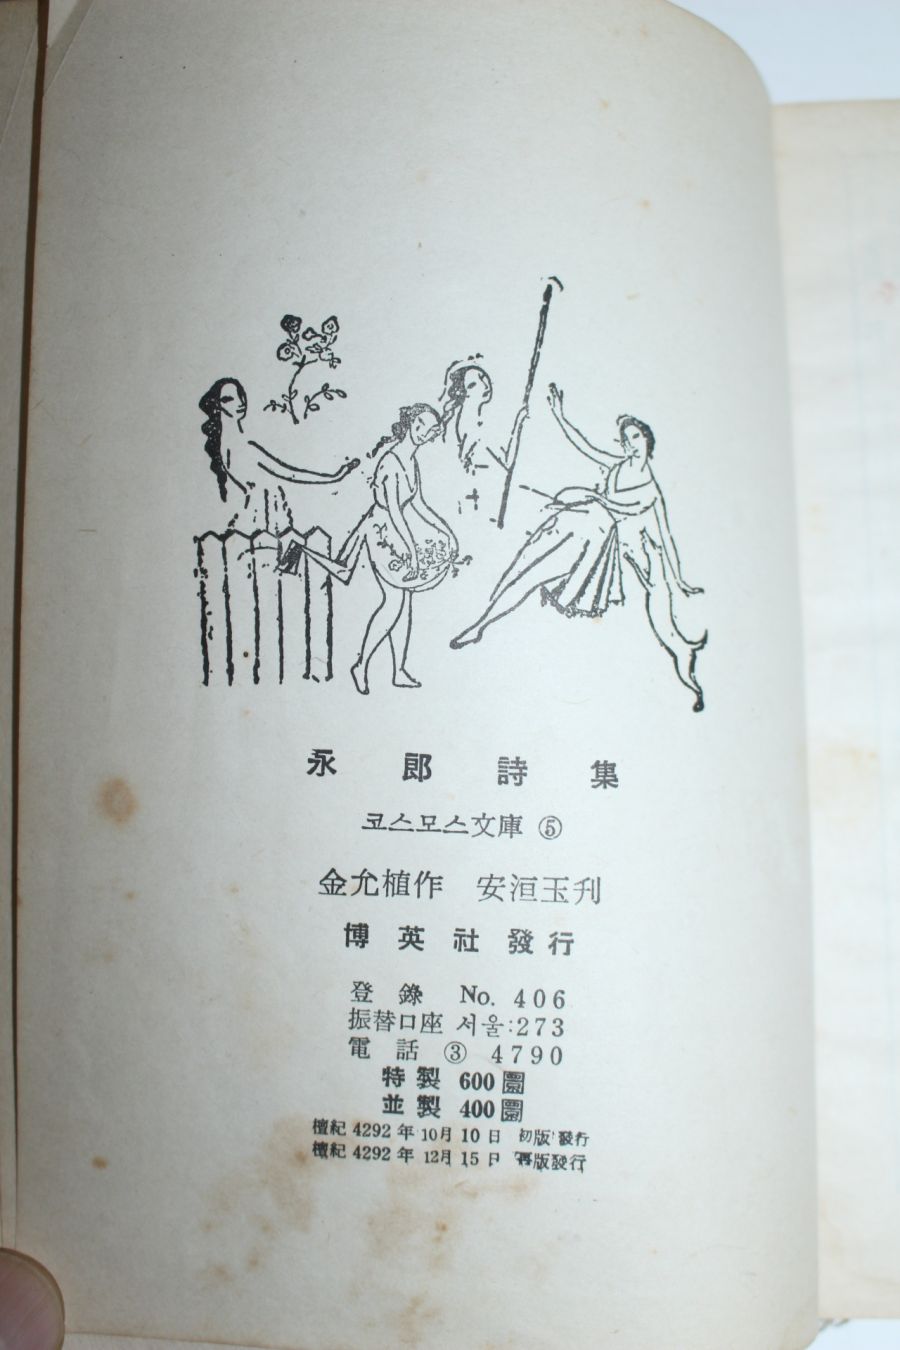 永郎詩集
코스모스文庫 ⑤
金允植作 安洹玉刋
博英社發行
登錄 No. 406
振替口座 서울:273
電話 ③ 4790
特製 600圜
並製 400圜
檀紀 4292年 10月 10日 初版發行
檀紀 4292年 12月 15日 再版發行